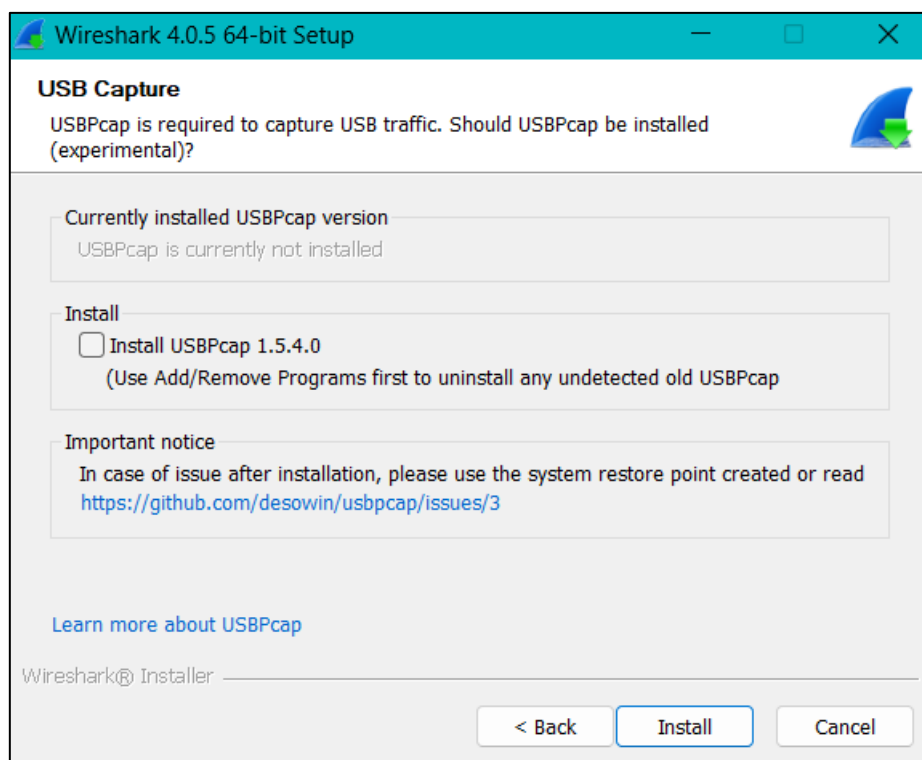 Wireshark 4.0.5 64-bit Setup
USB Capture
USBPcap is required to capture USB traffic. Should USBPcap be installed
(experimental)?
Currently installed USBPcap version
USBPcap is currently not installed
Install
Install USBPcap 1.5.4.0
(Use Add/Remove Programs first to uninstall any undetected old USBPcap
Important notice
In case of issue after installation, please use the system restore point created or read
https://github.com/desowin/usbpcap/issues/3
Learn more about USBPcap
Wireshark® Installer
< Back Install Cancel